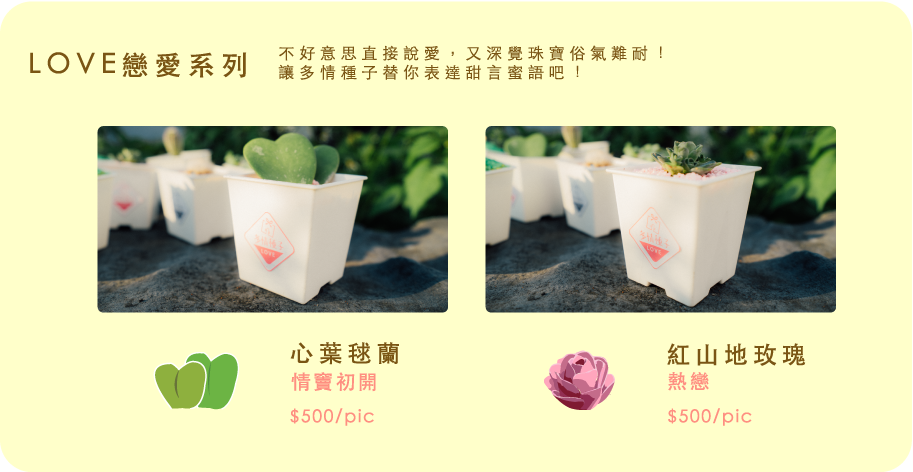 LOVE戀愛系列
不好意思直接說愛，又深覺珠寶俗氣難耐！
讓多情種子替你表達甜言蜜語吧！
LOVE
LOVE
心葉毬蘭
情竇初開
$500/pic
紅山地玫瑰
熱戀
$500/pic